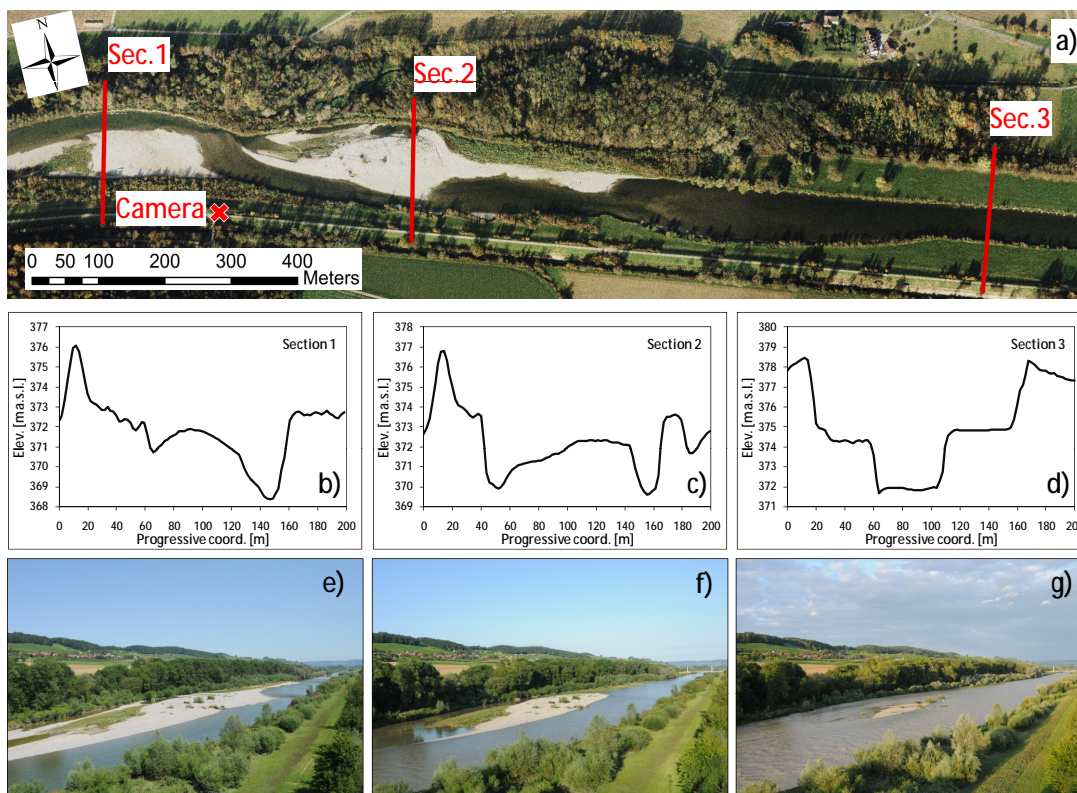 a)
Sec.1
Sec.2
Sec.3
Camera
0 50 100 200 300 400
Meters
377
376
375
374
373
372
371
370
369
368
0 20 40 60 80 100 120 140 160 180 200
Elev. [m a.s.l.]
Progressive coord. [m]
Section 1
b)
378
377
376
375
374
373
372
371
370
369
0 20 40 60 80 100 120 140 160 180 200
Elev. [m a.s.l.]
Progressive coord. [m]
Section 2
c)
380
379
378
377
376
375
374
373
372
371
0 20 40 60 80 100 120 140 160 180 200
Elev. [m a.s.l.]
Progressive coord. [m]
Section 3
d)
e)
f)
g)